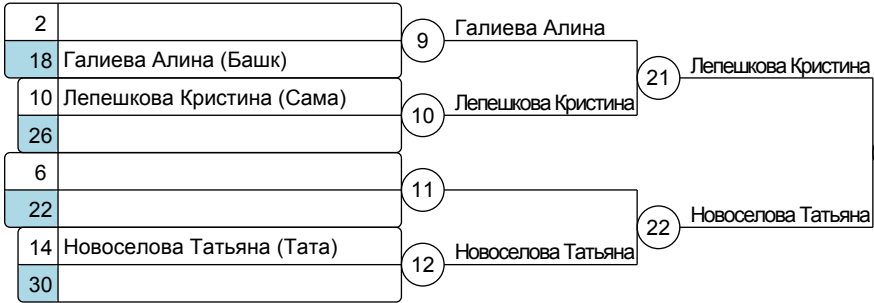 2
18 Галиева Алина (Башк)
10 Лепешкова Кристина (Сама)
26
6
22
14 Новоселова Татьяна (Тата)
30
9
10
11
12
Галиева Алина
Лепешкова Кристина
Новоселова Татьяна
21
22
Лепешкова Кристина
Новоселова Татьяна